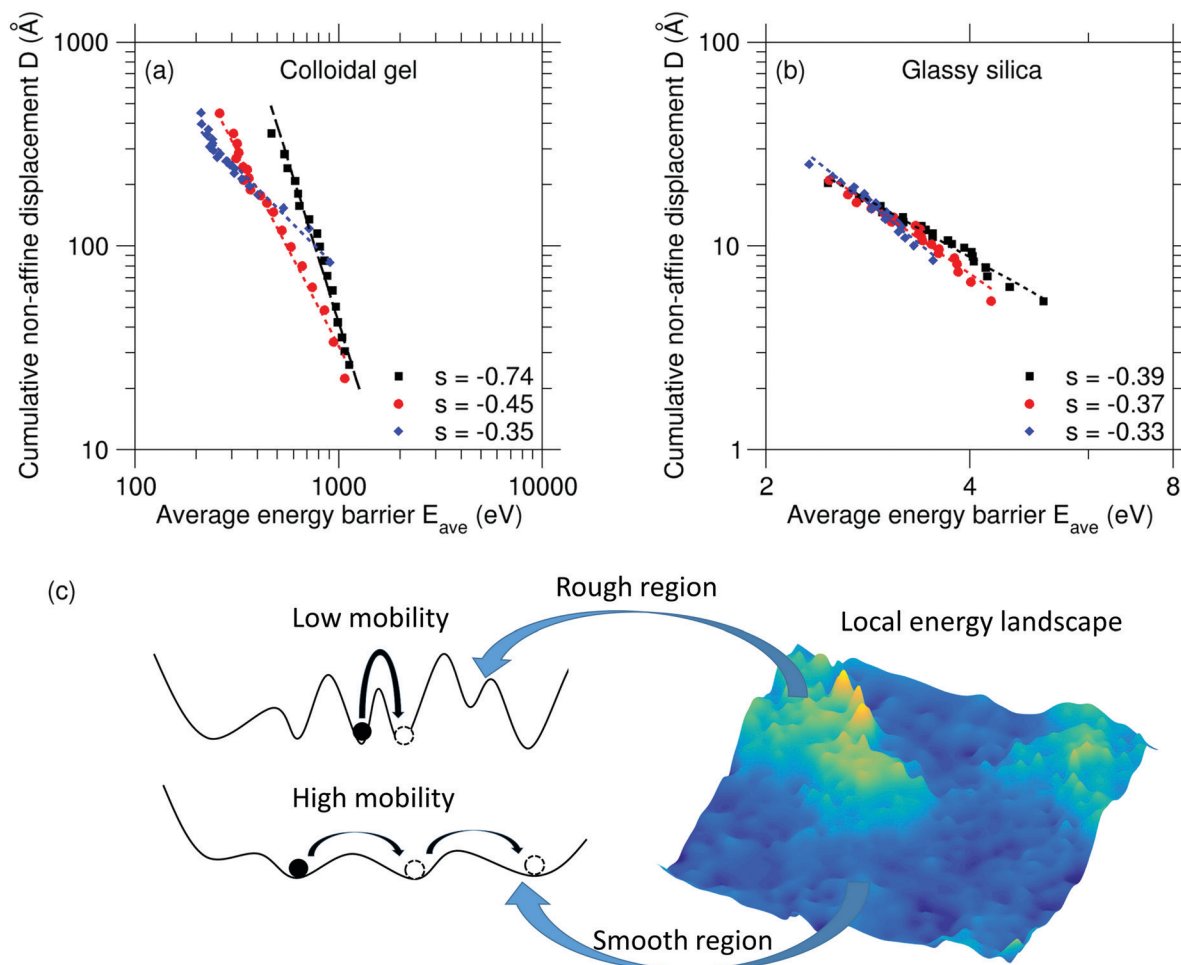 (a)
Colloidal gel
Cumulative non-affine displacement D (Å)
1000
100
10
s = -0.74
s = -0.45
s = -0.35
100
1000
10000
Average energy barrier E_ave (eV)
(b)
Glassy silica
Cumulative non-affine displacement D (Å)
100
10
1
s = -0.39
s = -0.37
s = -0.33
2
4
8
Average energy barrier E_ave (eV)
(c)
Rough region
Low mobility
Local energy landscape
High mobility
Smooth region